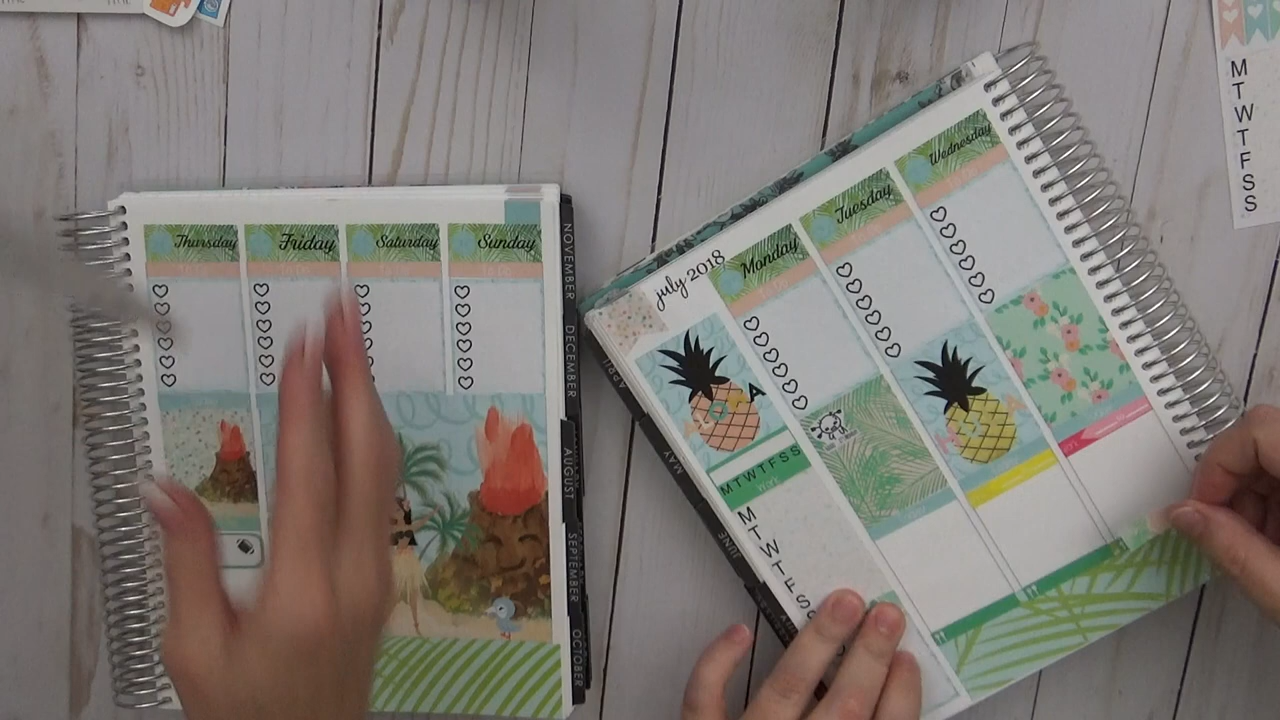 Thursday
Friday
Saturday
Sunday
NOVEMBER
DECEMBER
AUGUST
SEPTEMBER
OCTOBER
july 2018
Monday
Tuesday
Wednesday
APRIL
MAY
JUNE
MTWTFSS
M
T
W
T
F
S
S
M
T
W
T
F
S
S